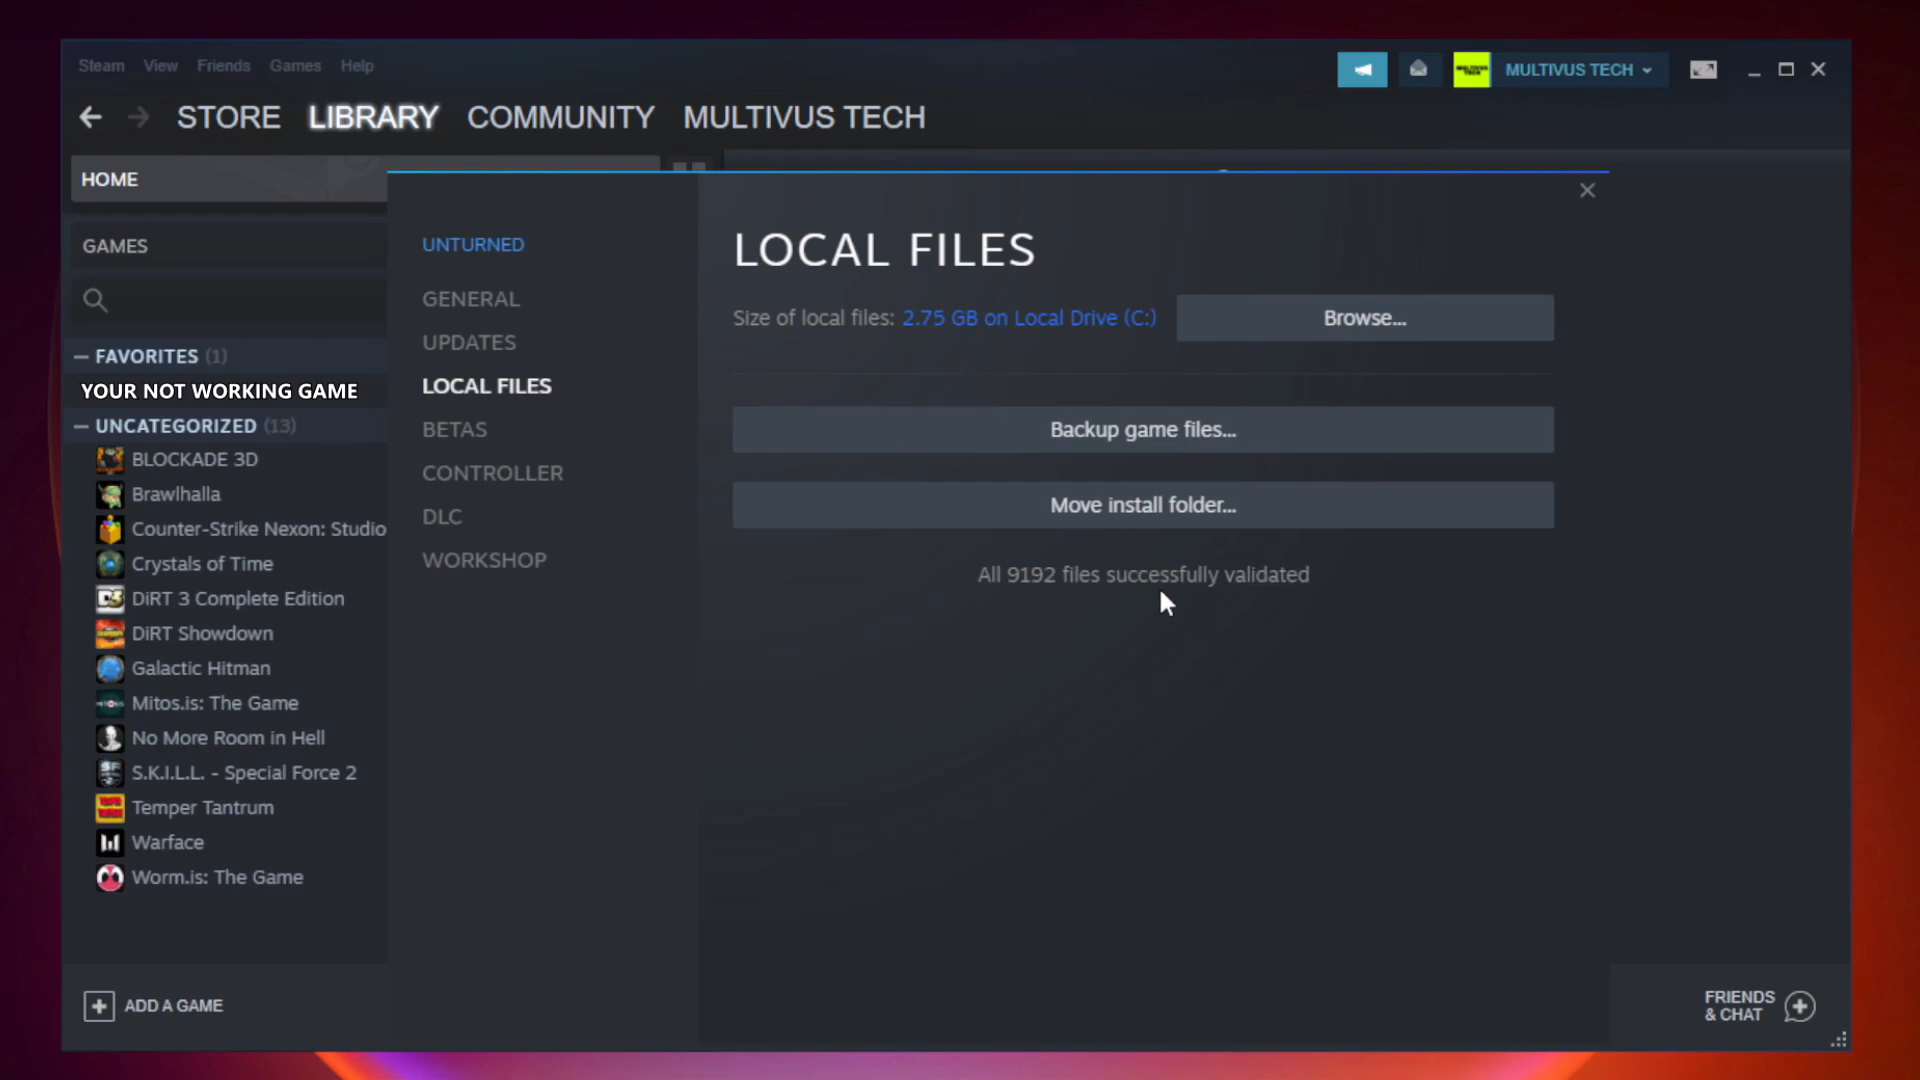 Steam View Friends Games Help
MULTIVUS TECH
STORE LIBRARY COMMUNITY MULTIVUS TECH
HOME
GAMES
— FAVORITES (1)
YOUR NOT WORKING GAME
— UNCATEGORIZED (13)
BLOCKADE 3D
Brawlhalla
Counter-Strike Nexon: Studio
Crystals of Time
DiRT 3 Complete Edition
DiRT Showdown
Galactic Hitman
Mitos.is: The Game
No More Room in Hell
S.K.I.L.L. - Special Force 2
Temper Tantrum
Warface
Worm.is: The Game
ADD A GAME
UNTURNED
GENERAL
UPDATES
LOCAL FILES
BETAS
CONTROLLER
DLC
WORKSHOP
LOCAL FILES
Size of local files: 2.75 GB on Local Drive (C:) Browse...
Backup game files...
Move install folder...
All 9192 files successfully validated
FRIENDS
& CHAT